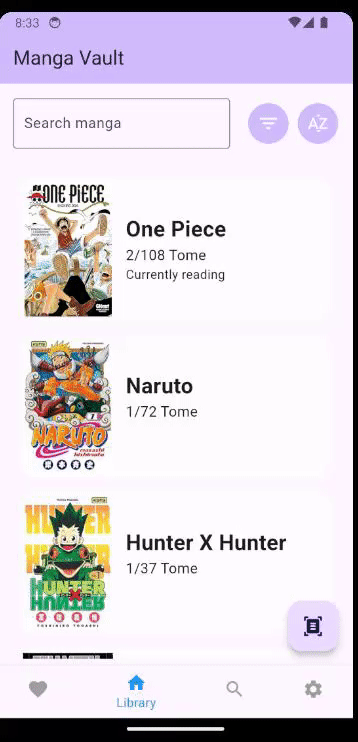 8:33
Manga Vault
Search manga
AZ
ONE PIECE
One Piece
2/108 Tome
Currently reading
NARUTO
1
Naruto
1/72 Tome
HUNTER
HUNTER
Hunter X Hunter
1/37 Tome
Library